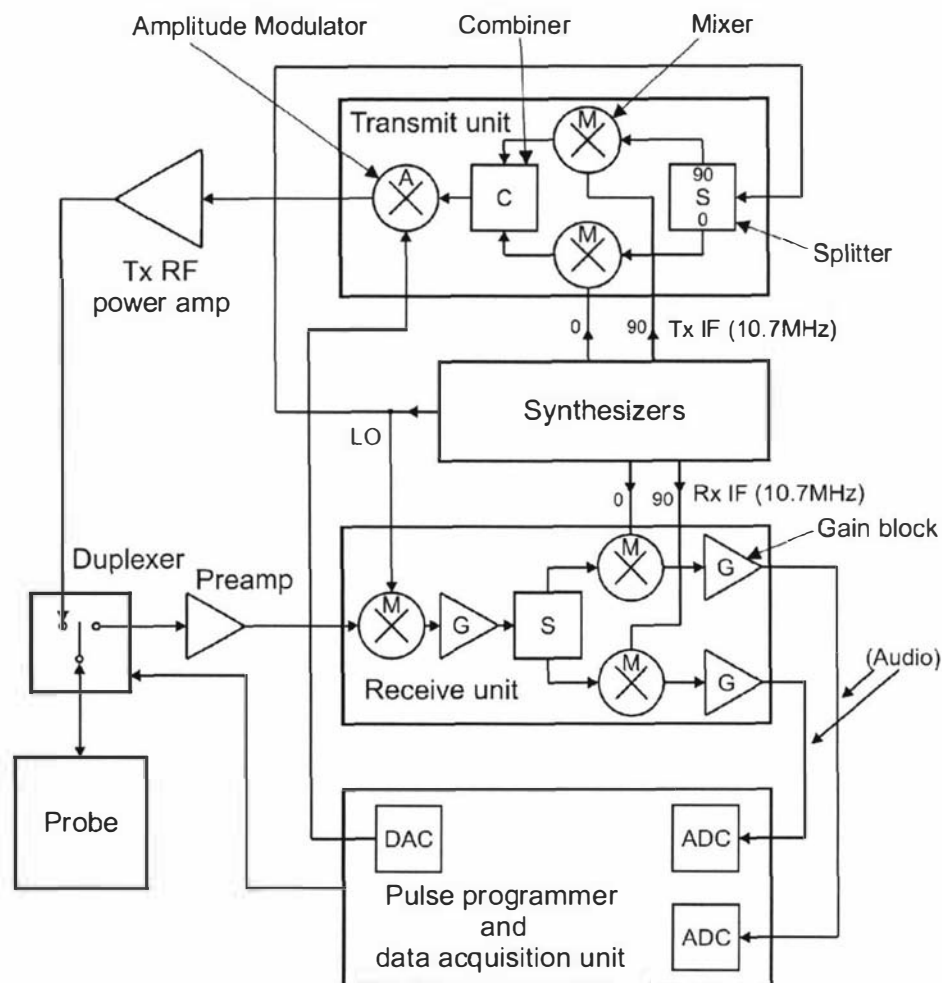 Amplitude Modulator
Combiner
Mixer
Transmit unit
M
A
C
90
S
0
M
Splitter
Tx RF
power amp
0
90
Tx IF (10.7MHz)
Synthesizers
LO
0
90
Rx IF (10.7MHz)
Gain block
Duplexer
Preamp
M
G
M
G
S
M
G
(Audio)
Receive unit
Probe
DAC
ADC
Pulse programmer
and
data acquisition unit
ADC